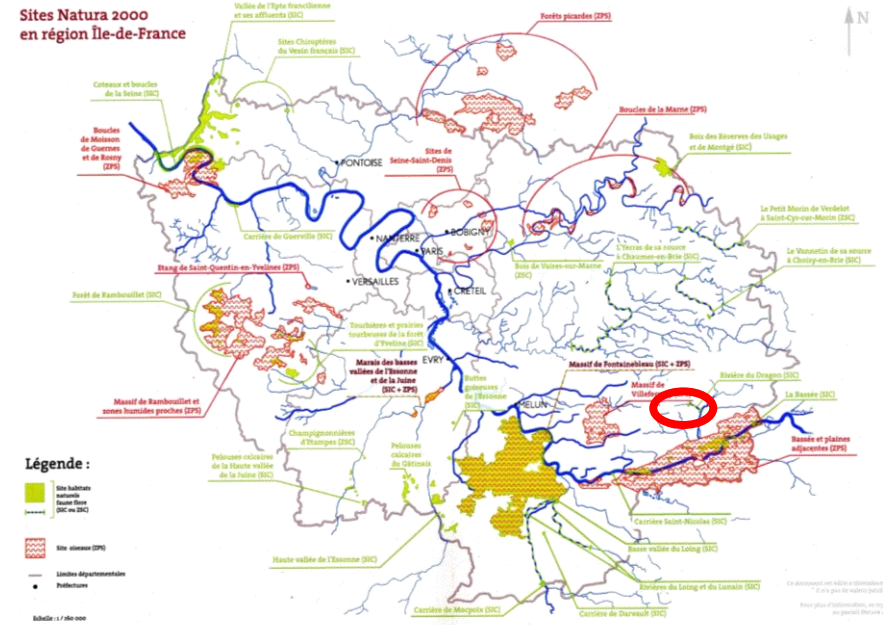 Sites Natura 2000
en région Île-de-France
Vallée de l'Epte francilienne
et ses affluents (SIC)
Sites Chiroptères
du Vexin français (SIC)
Forêts picardes (ZPS)
N
Coteaux et boucles
de la Seine (SIC)
Boucles
de Moisson
de Guernes
et de Rosny
(ZPS)
Boucles de la Marne (ZPS)
Sites de
Seine-Saint-Denis
(ZPS)
Bois des Réserves des Usages
et de Montgé (SIC)
PONTOISE
Le Petit Morin de Verdelot
à Saint-Cyr-sur-Morin (ZSC)
Carrière de Guerville (SIC)
NANTERRE
BOBIGNY
PARIS
L'Yerres de sa source
à Chaumes-en-Brie (SIC)
Le Vannetin de sa source
à Choisy-en-Brie (SIC)
Etang de Saint-Quentin-en-Yvelines (ZPS)
Bois de Vaires-sur-Marne
(ZSC)
VERSAILLES
CRETEIL
Forêt de Rambouillet (SIC)
Tourbières et prairies
tourbeuses de la forêt
d'Yveline (SIC)
EVRY
Marais des basses
vallées de l'Essonne
et de la Juine
(SIC + ZPS)
Massif de Fontainebleau (SIC + ZPS)
Buttes
gréseuses
de l'Essonne
(SIC)
Massif de
Rivière du Dragon (SIC)
La Bassée (SIC)
MELUN
Massif de Rambouillet et
zones humides proches (ZPS)
Champignonnières
d'Etampes (ZSC)
Pelouses
calcaires
du Gâtinais
Bassée et plaines
adjacentes (ZPS)
Pelouses calcaires
de la Haute vallée
de la Juine (SIC)
Légende :
Site habitats
naturels
faune flore
(SIC ou ZSC)
Site oiseaux (ZPS)
Limites départementales
Préfectures
Echelle : 1 / 260 000
Carrière Saint-Nicolas (SIC)
Basse vallée du Loing (SIC)
Haute vallée de l'Essonne (SIC)
Rivières du Loing et du Lunain (SIC)
Carrière de Mocpoix (SIC)
Carrière de Darvault (SIC)